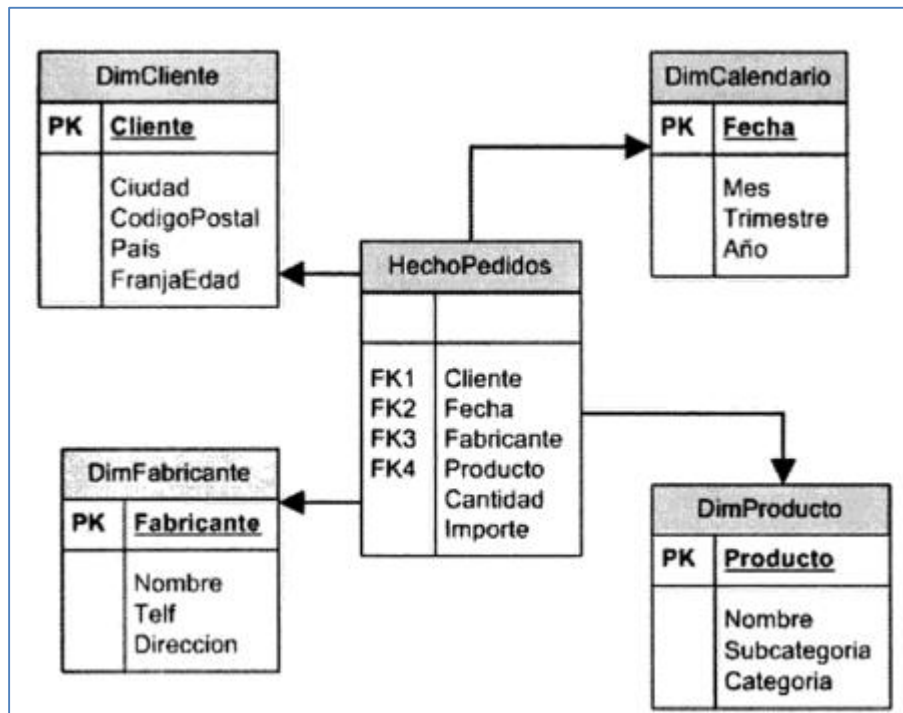 DimCliente
PK Cliente
Ciudad
CodigoPostal
País
FranjaEdad
DimCalendario
PK Fecha
Mes
Trimestre
Año
HechoPedidos
FK1 Cliente
FK2 Fecha
FK3 Fabricante
FK4 Producto
Cantidad
Importe
DimFabricante
PK Fabricante
Nombre
Telf
Direccion
DimProducto
PK Producto
Nombre
Subcategoria
Categoria